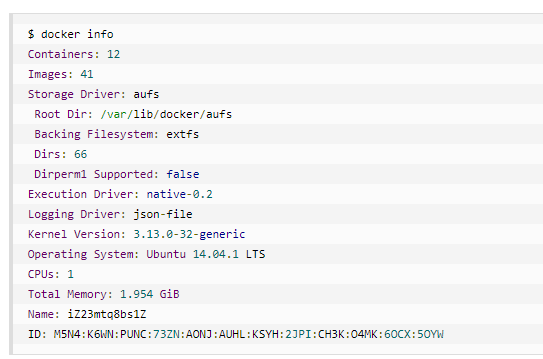 $ docker info
Containers: 12
Images: 41
Storage Driver: aufs
Root Dir: /var/lib/docker/aufs
Backing Filesystem: extfs
Dirs: 66
Dirperm1 Supported: false
Execution Driver: native-0.2
Logging Driver: json-file
Kernel Version: 3.13.0-32-generic
Operating System: Ubuntu 14.04.1 LTS
CPUs: 1
Total Memory: 1.954 GiB
Name: iZ23mtq8bs1Z
ID: M5N4:K6WN:PUNC:73ZN:AONJ:AUHL:KSYH:2JPI:CH3K:O4MK:6OCX:5OYW